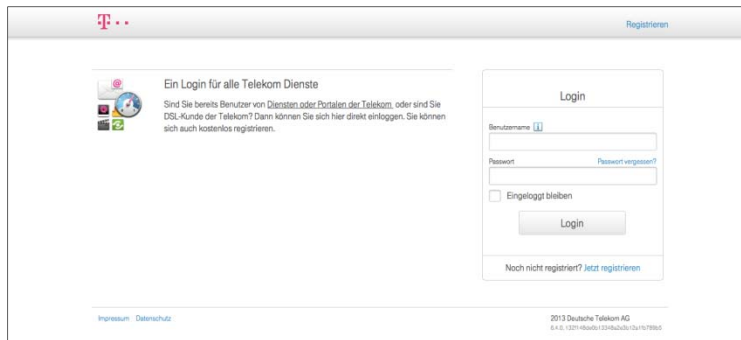 T··
Registrieren
Ein Login für alle Telekom Dienste
Sind Sie bereits Benutzer von Diensten oder Portalen der Telekom oder sind Sie
DSL-Kunde der Telekom? Dann können Sie sich hier direkt einloggen. Sie können
sich auch kostenlos registrieren.
Login
Benutzername i
Passwort Passwort vergessen?
Eingeloggt bleiben
Login
Noch nicht registriert? Jetzt registrieren
Impressum Datenschutz
2013 Deutsche Telekom AG